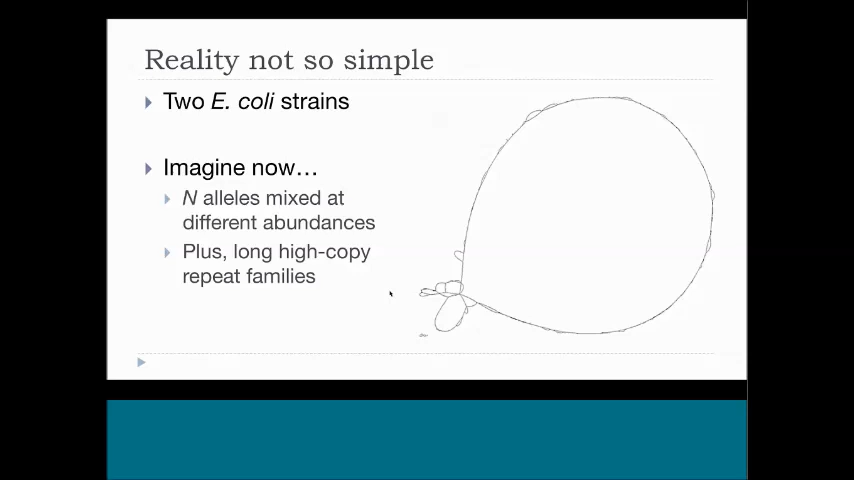 Reality not so simple
Two E. coli strains
Imagine now…
N alleles mixed at
different abundances
Plus, long high-copy
repeat families